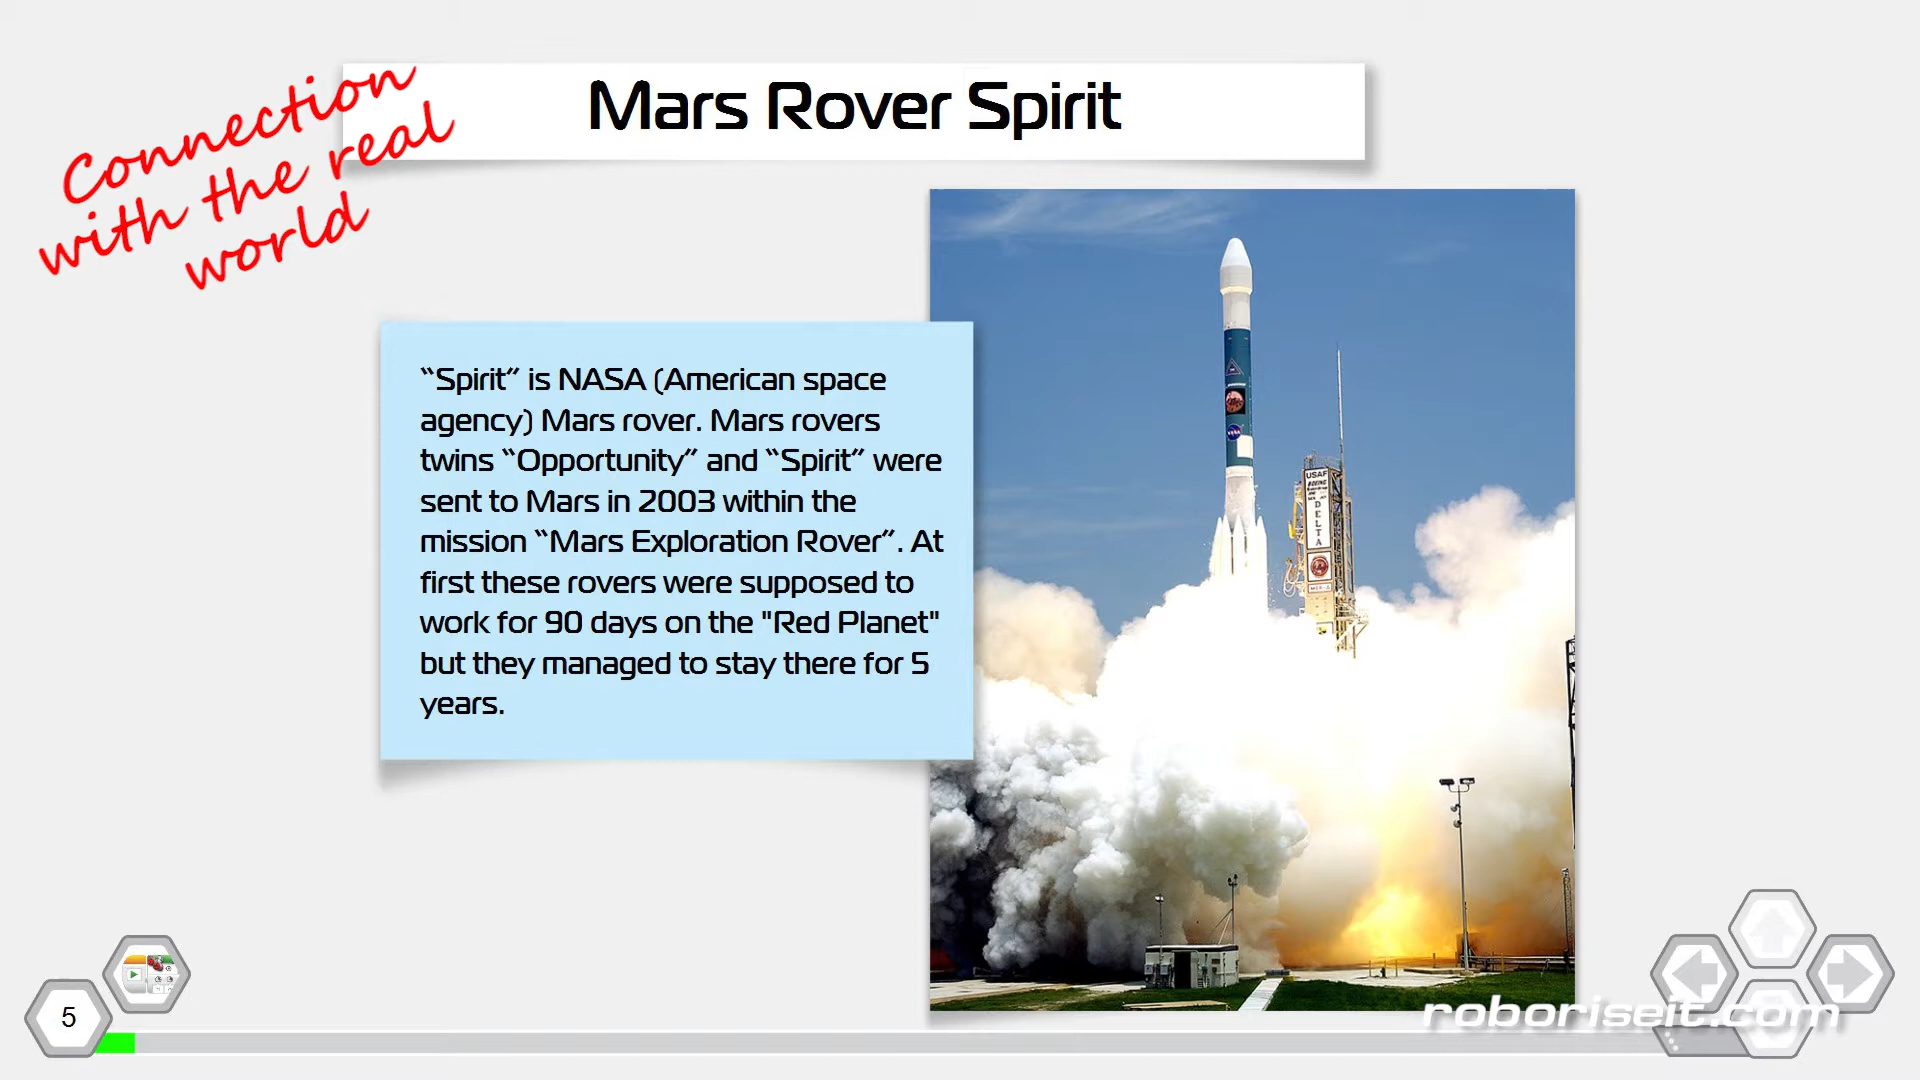 Connection
with the real
world
Mars Rover Spirit
“Spirit” is NASA (American space
agency) Mars rover. Mars rovers
twins “Opportunity” and “Spirit” were
sent to Mars in 2003 within the
mission “Mars Exploration Rover”. At
first these rovers were supposed to
work for 90 days on the "Red Planet"
but they managed to stay there for 5
years.
USAF
BOEING
DELTA
NASA
5
roboriseit.com